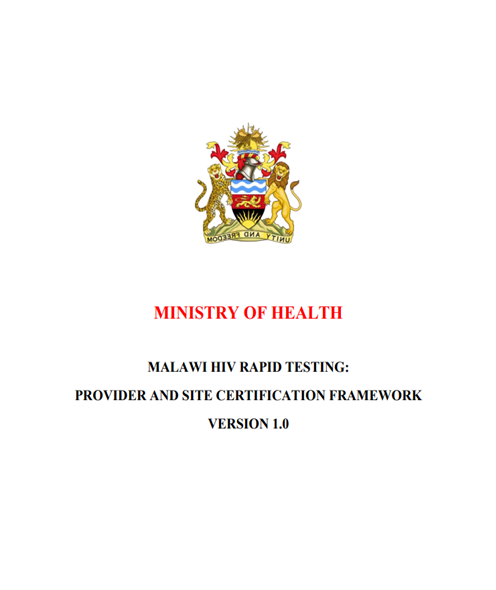 UNITY AND FREEDOM
MINISTRY OF HEALTH
MALAWI HIV RAPID TESTING:
PROVIDER AND SITE CERTIFICATION FRAMEWORK
VERSION 1.0